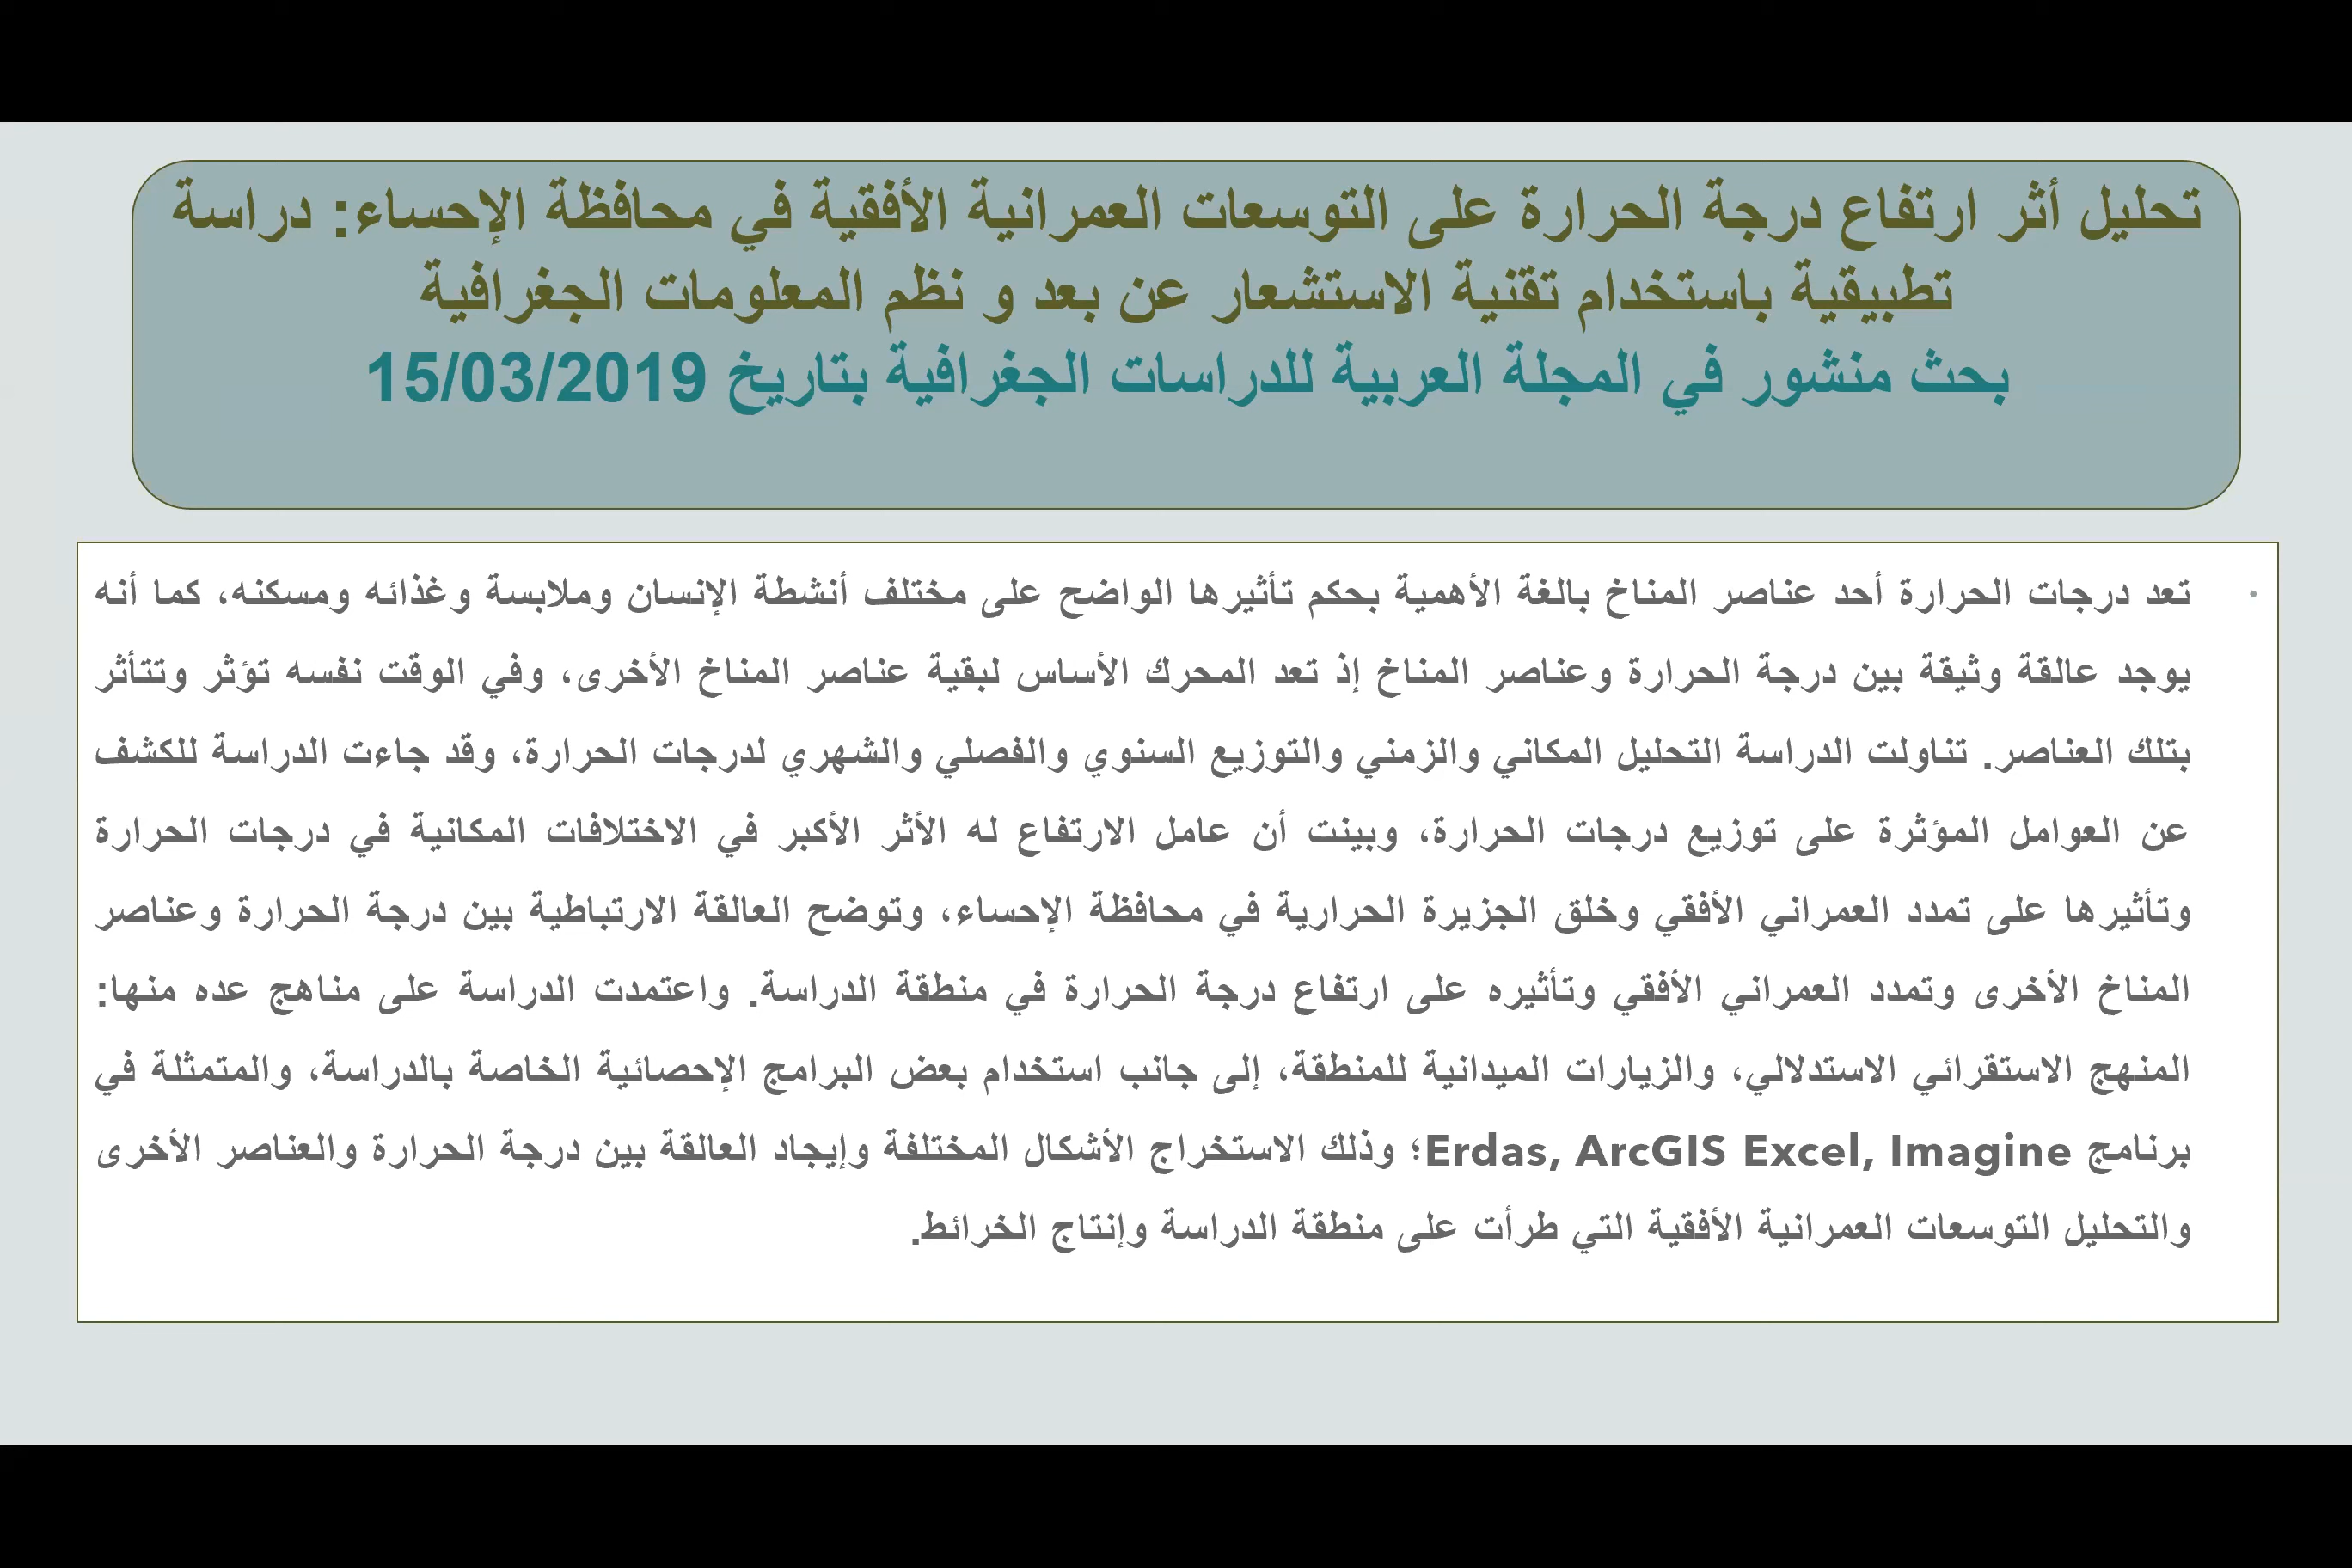 تحليل أثر ارتفاع درجة الحرارة على التوسعات العمرانية الأفقية في محافظة الإحساء: دراسة
تطبيقية باستخدام تقنية الاستشعار عن بعد و نظم المعلومات الجغرافية
بحث منشور في المجلة العربية للدراسات الجغرافية بتاريخ 15/03/2019
• تعد درجات الحرارة أحد عناصر المناخ بالغة الأهمية بحكم تأثيرها الواضح على مختلف أنشطة الإنسان وملابسة وغذائه ومسكنه، كما أنه
يوجد عالقة وثيقة بين درجة الحرارة وعناصر المناخ إذ تعد المحرك الأساس لبقية عناصر المناخ الأخرى، وفي الوقت نفسه تؤثر وتتأثر
بتلك العناصر. تناولت الدراسة التحليل المكاني والزمني والتوزيع السنوي والفصلي والشهري لدرجات الحرارة، وقد جاءت الدراسة للكشف
عن العوامل المؤثرة على توزيع درجات الحرارة، وبينت أن عامل الارتفاع له الأثر الأكبر في الاختلافات المكانية في درجات الحرارة
وتأثيرها على تمدد العمراني الأفقي وخلق الجزيرة الحرارية في محافظة الإحساء، وتوضح العالقة الارتباطية بين درجة الحرارة وعناصر
المناخ الأخرى وتمدد العمراني الأفقي وتأثيره على ارتفاع درجة الحرارة في منطقة الدراسة. واعتمدت الدراسة على مناهج عده منها:
المنهج الاستقرائي الاستدلالي، والزيارات الميدانية للمنطقة، إلى جانب استخدام بعض البرامج الإحصائية الخاصة بالدراسة، والمتمثلة في
برنامج Erdas, ArcGIS Excel, Imagine؛ وذلك الاستخراج الأشكال المختلفة وإيجاد العالقة بين درجة الحرارة والعناصر الأخرى
والتحليل التوسعات العمرانية الأفقية التي طرأت على منطقة الدراسة وإنتاج الخرائط.